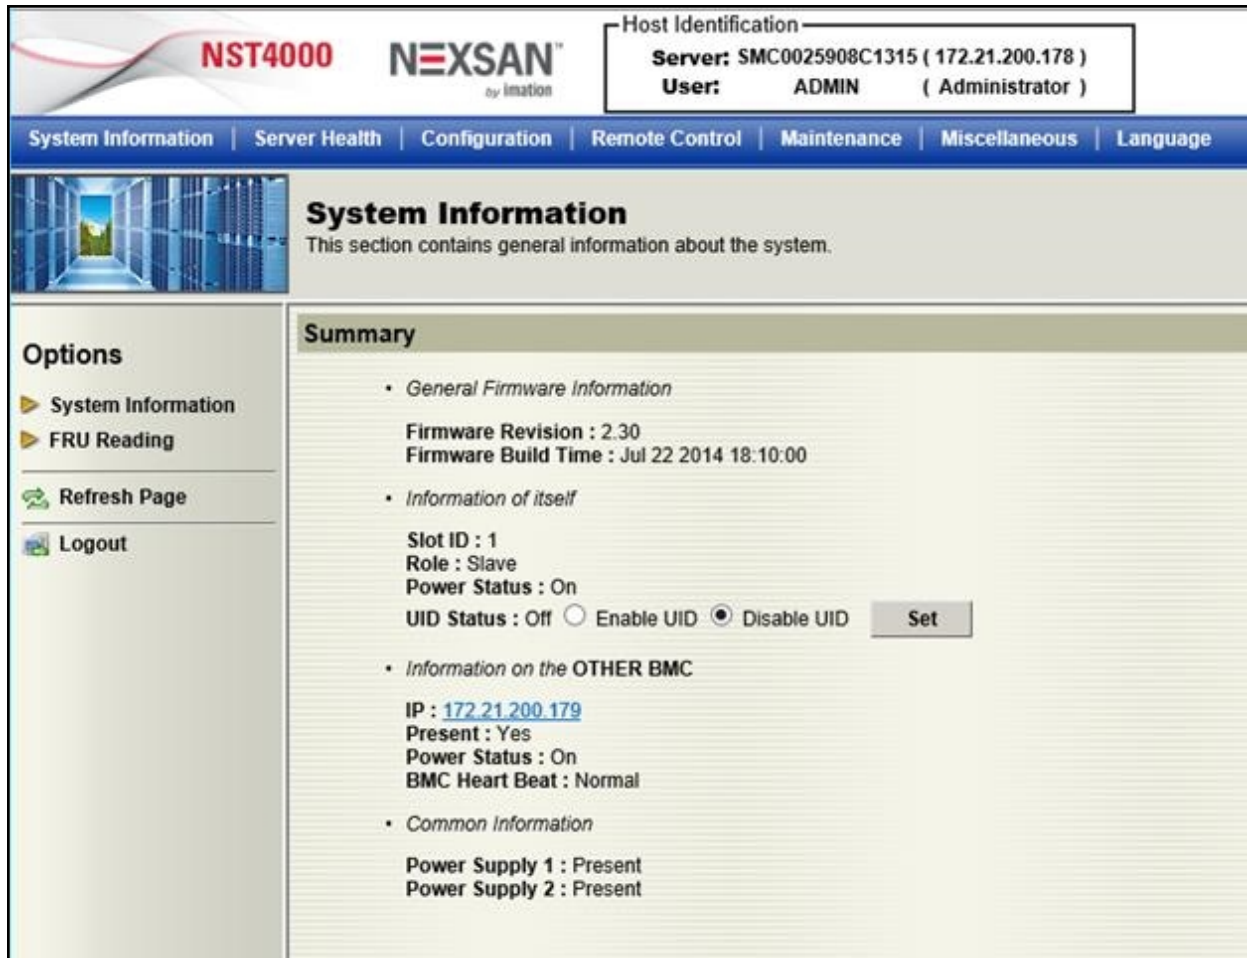 NST4000
NEXSAN™
by imation
Host Identification
Server: SMC0025908C1315 ( 172.21.200.178 )
User: ADMIN ( Administrator )
System Information | Server Health | Configuration | Remote Control | Maintenance | Miscellaneous | Language
System Information
This section contains general information about the system.
Options
System Information
FRU Reading
Refresh Page
Logout
Summary
• General Firmware Information
Firmware Revision : 2.30
Firmware Build Time : Jul 22 2014 18:10:00
• Information of itself
Slot ID : 1
Role : Slave
Power Status : On
UID Status : Off Enable UID Disable UID Set
• Information on the OTHER BMC
IP : 172.21.200.179
Present : Yes
Power Status : On
BMC Heart Beat : Normal
• Common Information
Power Supply 1 : Present
Power Supply 2 : Present